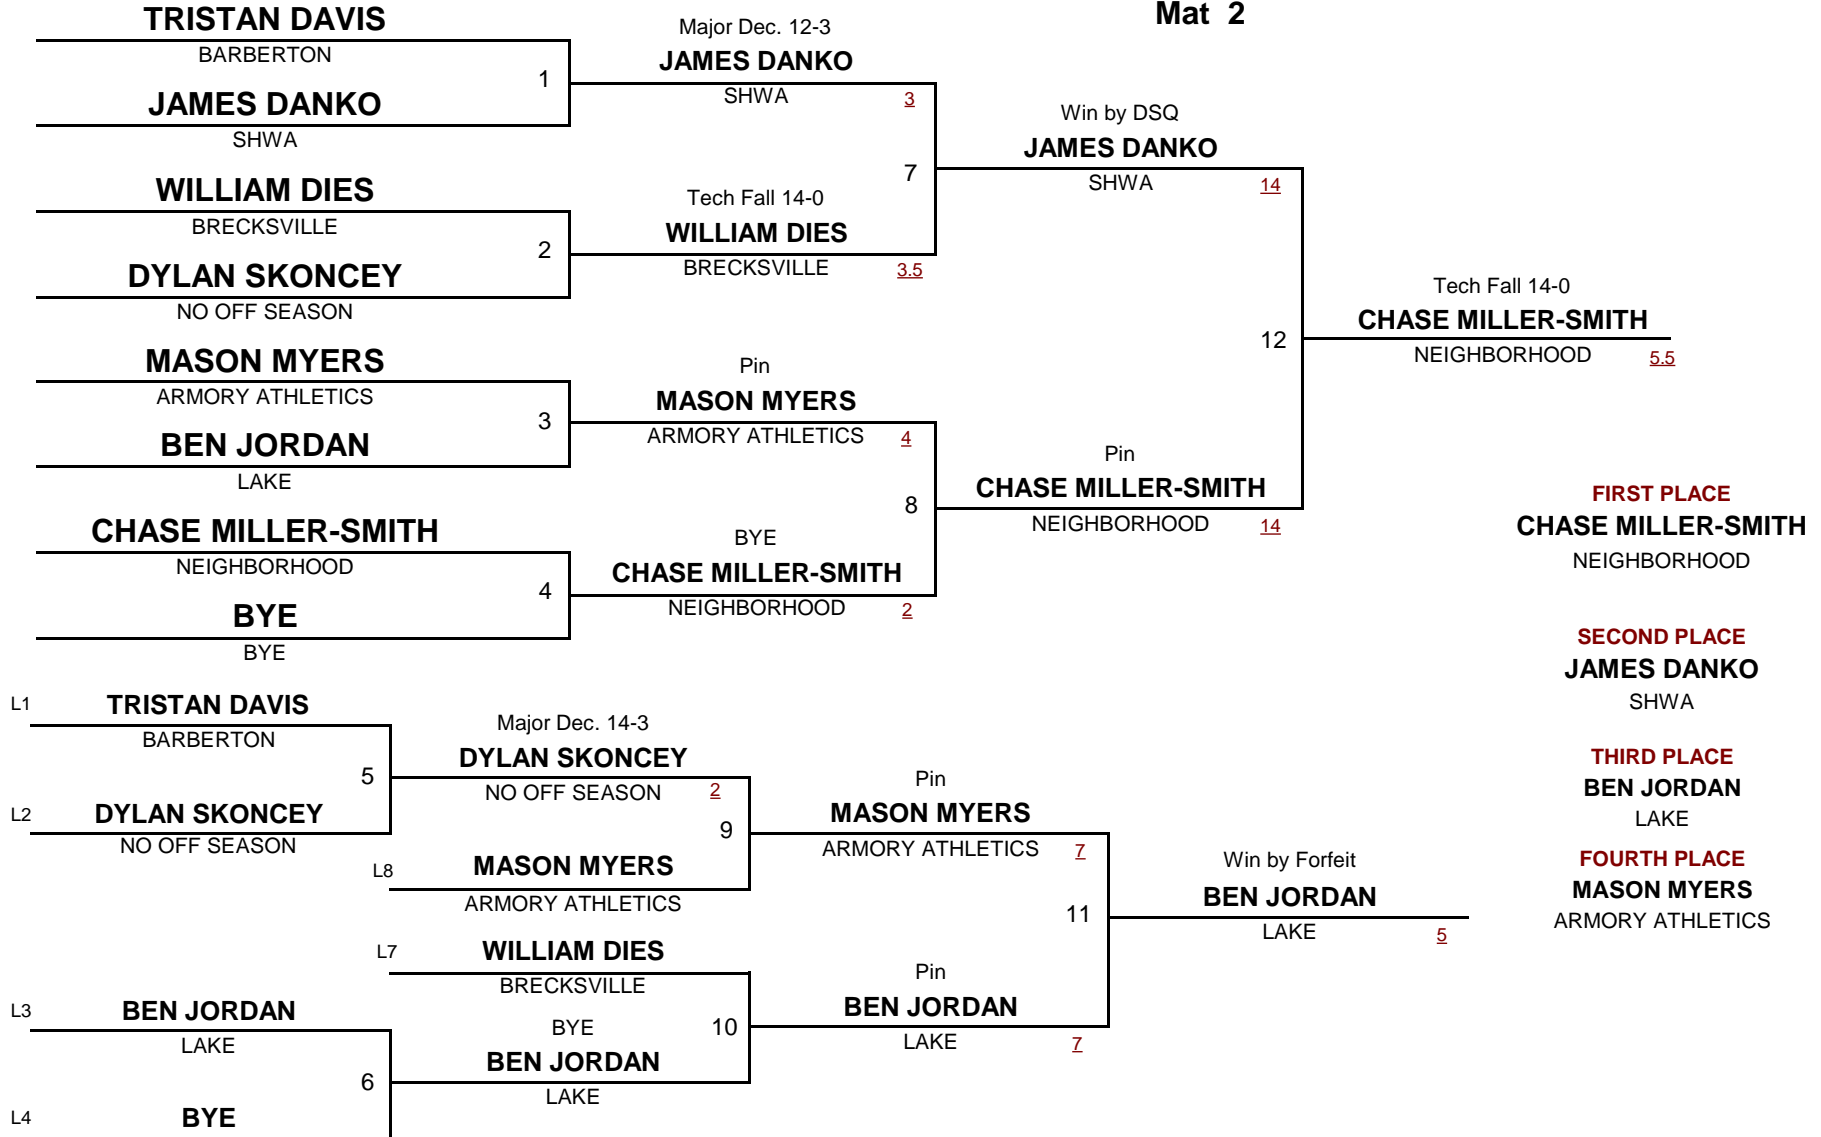 Mat 2
TRISTAN DAVIS
BARBERTON
1
JAMES DANKO
SHWA
WILLIAM DIES
BRECKSVILLE
2
DYLAN SKONCEY
NO OFF SEASON
MASON MYERS
ARMORY ATHLETICS
3
BEN JORDAN
LAKE
CHASE MILLER-SMITH
NEIGHBORHOOD
4
BYE
BYE
Major Dec. 12-3
JAMES DANKO
SHWA 3
7
Tech Fall 14-0
WILLIAM DIES
BRECKSVILLE 3.5
Pin
MASON MYERS
ARMORY ATHLETICS 4
8
BYE
CHASE MILLER-SMITH
NEIGHBORHOOD 2
Win by DSQ
JAMES DANKO
SHWA 14
12
Pin
CHASE MILLER-SMITH
NEIGHBORHOOD 14
Tech Fall 14-0
CHASE MILLER-SMITH
NEIGHBORHOOD 5.5
FIRST PLACE
CHASE MILLER-SMITH
NEIGHBORHOOD
SECOND PLACE
JAMES DANKO
SHWA
THIRD PLACE
BEN JORDAN
LAKE
FOURTH PLACE
MASON MYERS
ARMORY ATHLETICS
L1 TRISTAN DAVIS
BARBERTON
5
L2 DYLAN SKONCEY
NO OFF SEASON
L3 BEN JORDAN
LAKE
6
L4 BYE
Major Dec. 14-3
DYLAN SKONCEY
NO OFF SEASON 2
9
L8 MASON MYERS
ARMORY ATHLETICS
L7 WILLIAM DIES
BRECKSVILLE
BYE 10
BEN JORDAN
LAKE
Pin
MASON MYERS
ARMORY ATHLETICS 7
11
Pin
BEN JORDAN
LAKE 7
Win by Forfeit
BEN JORDAN
LAKE 5